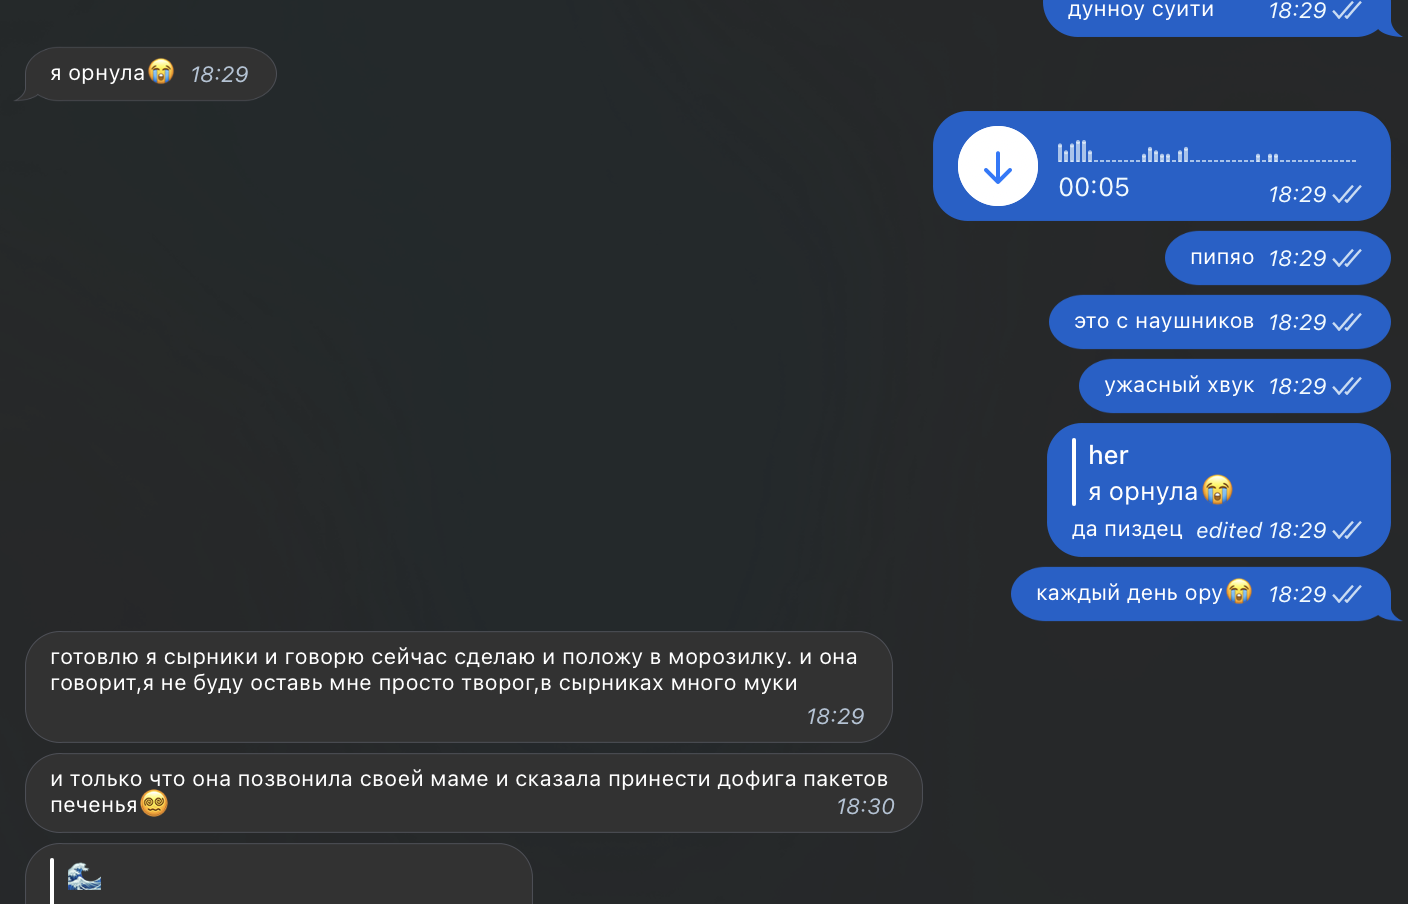 дунноу суити 18:29
я орнула😭 18:29
00:05 18:29
пипяо 18:29
это с наушников 18:29
ужасный хвук 18:29
her
я орнула😭
да пиздец edited 18:29
каждый день ору😭 18:29
готовлю я сырники и говорю сейчас сделаю и положу в морозилку. и она
говорит,я не буду оставь мне просто творог,в сырниках много муки
18:29
и только что она позвонила своей маме и сказала принести дофига пакетов
печенья😵‍💫 18:30
🌊